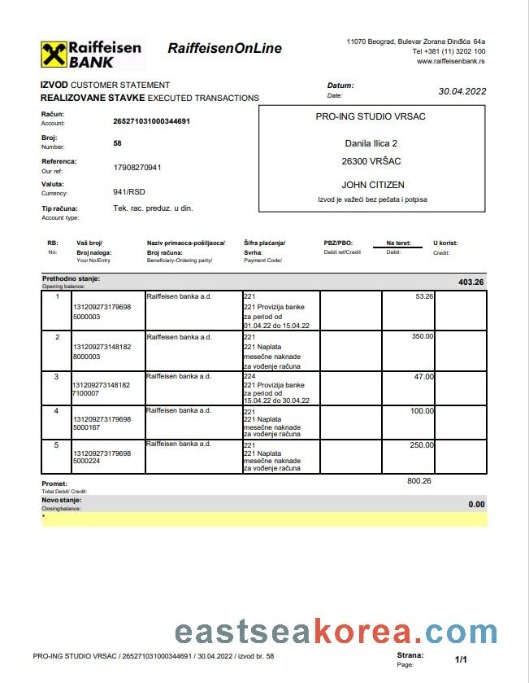 Raiffeisen
BANK
RaiffeisenOnLine
11070 Beograd, Bulevar Zorana Đinđića 64a
Tel +381 (11) 3202 100
www.raiffeisenbank.rs
IZVOD CUSTOMER STATEMENT
REALIZOVANE STAVKE EXECUTED TRANSACTIONS
Datum:
Date:
30.04.2022
Račun:
Account:
265271031000344691
Broj:
Number:
58
Referenca:
Our ref:
17908270941
Valuta:
Currency:
941/RSD
Tip računa:
Account type:
Tek. rac. preduz. u din.
PRO-ING STUDIO VRSAC
Danila Ilica 2
26300 VRŠAC
JOHN CITIZEN
Izvod je važeći bez pečata i potpisa
RB: Vaš broj/ Naziv primaoca-pošiljaoca/ Šifra plaćanja/ PBZ/PBO: Na teret: U korist:
No: Broj naloga: Broj računa: Svrha: Debit ref/Credit Debit: Credit:
Your No/Entry Beneficiary-Ordering party/ Payment Code/
Prethodno stanje:
Opening balance:
403.26
1 131209273179698 Raiffeisen banka a.d. 221 53.26
5000003 221 Provizija banke
za period od
01.04.22 do 15.04.22
2 131209273148182 Raiffeisen banka a.d. 221 350.00
8000003 221 Naplata
mesečne naknade
za vođenje računa
3 131209273148182 Raiffeisen banka a.d. 224 47.00
7100007 221 Provizija banke
za period od
15.04.22 do 30.04.22
4 131209273179698 Raiffeisen banka a.d. 221 100.00
5000167 221 Naplata
mesečne naknade
za vođenje računa
5 131209273179698 Raiffeisen banka a.d. 221 250.00
5000224 221 Naplata
mesečne naknade
za vođenje računa
Promet:
Total Debit/ Credit:
800.26
Novo stanje:
Closing balance:
0.00
*
eastseakorea.com
PRO-ING STUDIO VRSAC / 265271031000344691 / 30.04.2022 / izvod br. 58
Strana:
Page:
1/1